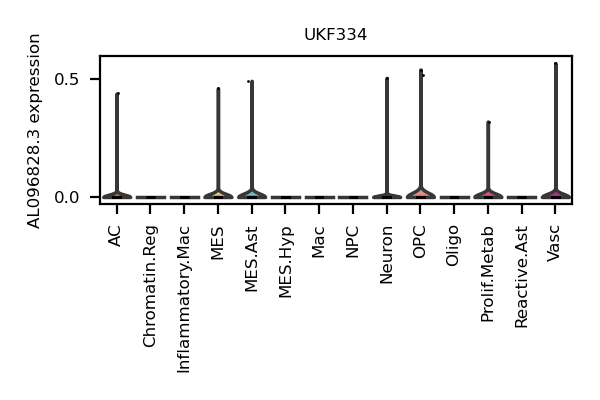 UKF334
AL096828.3 expression
0.5
0.0
AC
Chromatin.Reg
Inflammatory.Mac
MES
MES.Ast
MES.Hyp
Mac
NPC
Neuron
OPC
Oligo
Prolif.Metab
Reactive.Ast
Vasc